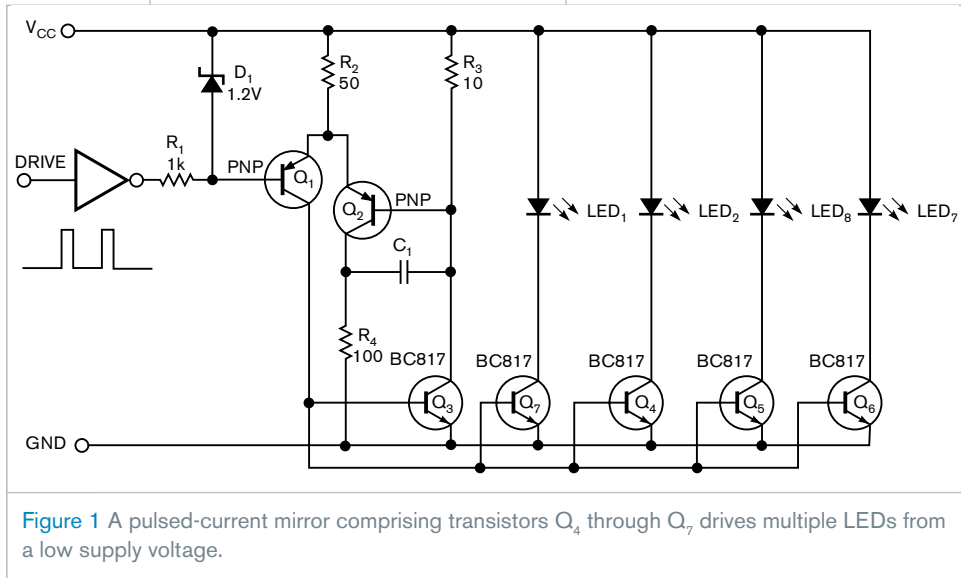 VCC
D1
1.2V
R2
50
R3
10
DRIVE
R1
1k
PNP
Q1
Q2
PNP
LED1
LED2
LED8
LED7
C1
R4
100
BC817
BC817
BC817
BC817
BC817
Q3
Q7
Q4
Q5
Q6
GND
Figure 1 A pulsed-current mirror comprising transistors Q4 through Q7 drives multiple LEDs from
a low supply voltage.